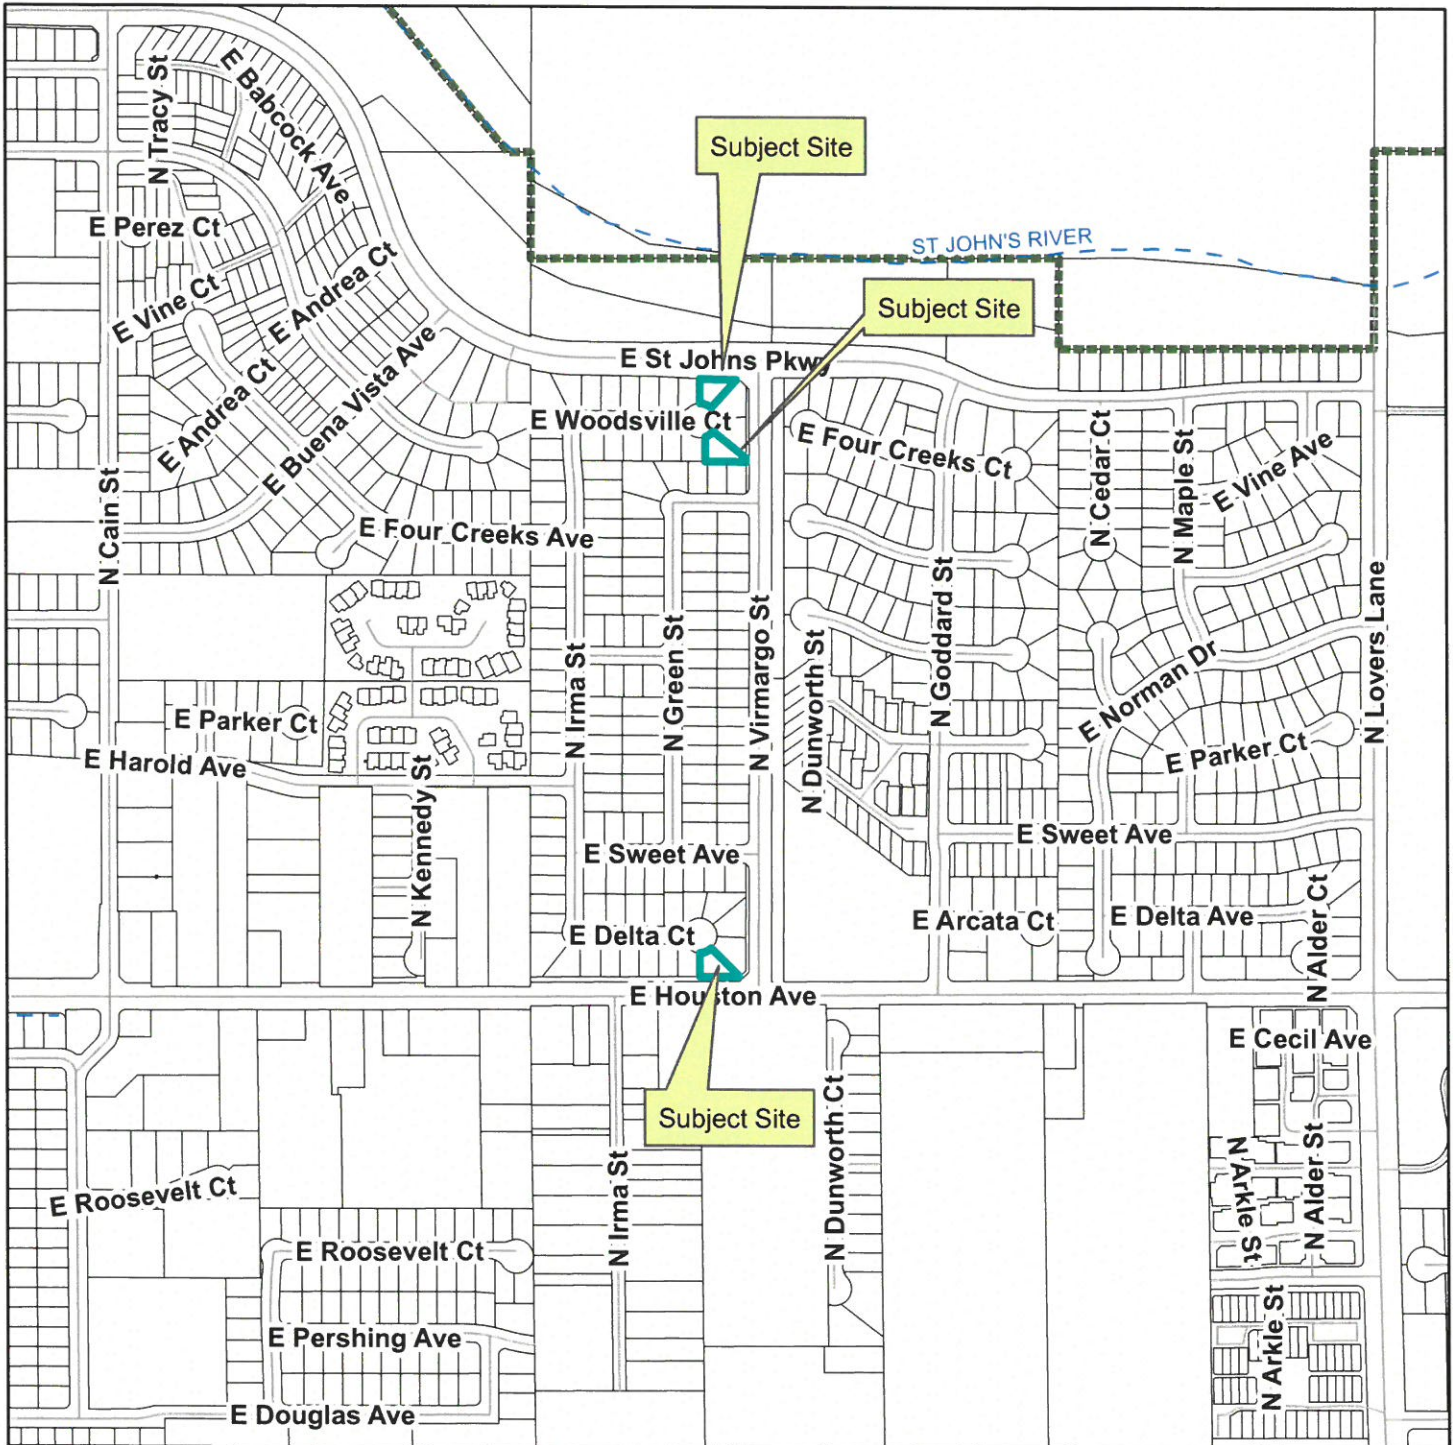 E Babcock Ave
N Tracy St
Subject Site
E Perez Ct
ST JOHN'S RIVER
E Vine Ct
E Andrea Ct
Subject Site
E St Johns Pkwy
E Andrea Ct
E Buena Vista Ave
E Woodsville Ct
E Four Creeks Ct
N Cedar Ct
N Maple St
E Vine Ave
N Cain St
E Four Creeks Ave
N Irma St
N Green St
N Virmargo St
N Dunworth St
N Goddard St
E Norman Dr
N Lovers Lane
E Parker Ct
E Parker Ct
E Harold Ave
N Kennedy St
E Sweet Ave
E Sweet Ave
E Delta Ct
E Arcata Ct
E Delta Ave
N Alder Ct
E Houston Ave
E Cecil Ave
Subject Site
N Irma St
N Dunworth Ct
N Arkle St
N Alder St
E Roosevelt Ct
E Roosevelt Ct
E Pershing Ave
N Arkle St
E Douglas Ave